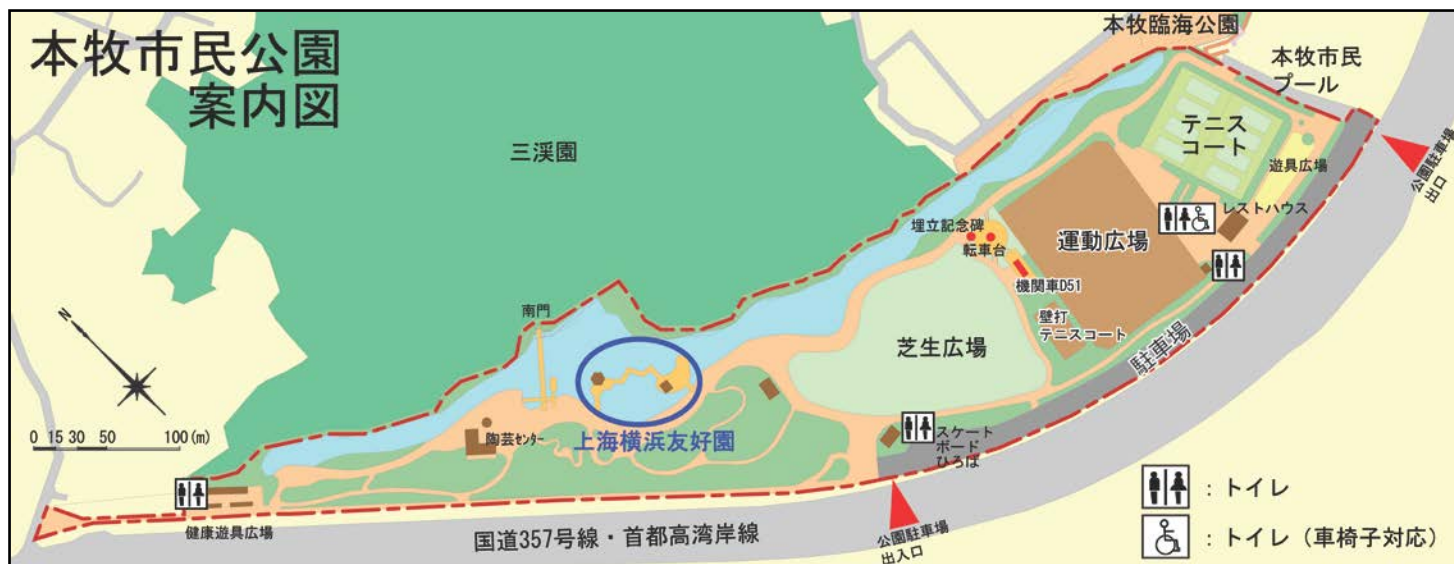 本牧市民公園
案内図
本牧臨海公園
本牧市民
プール
三溪園
テニス
コート
遊具広場
公園駐車場
出口
レストハウス
埋立記念碑
転車台
運動広場
機関車D51
壁打
テニスコート
南門
芝生広場
駐車場
N
0 15 30 50 100(m)
陶芸センター
上海横浜友好園
スケート
ボード
ひろば
健康遊具広場
国道357号線・首都高湾岸線
公園駐車場
出入口
：トイレ
：トイレ（車椅子対応）